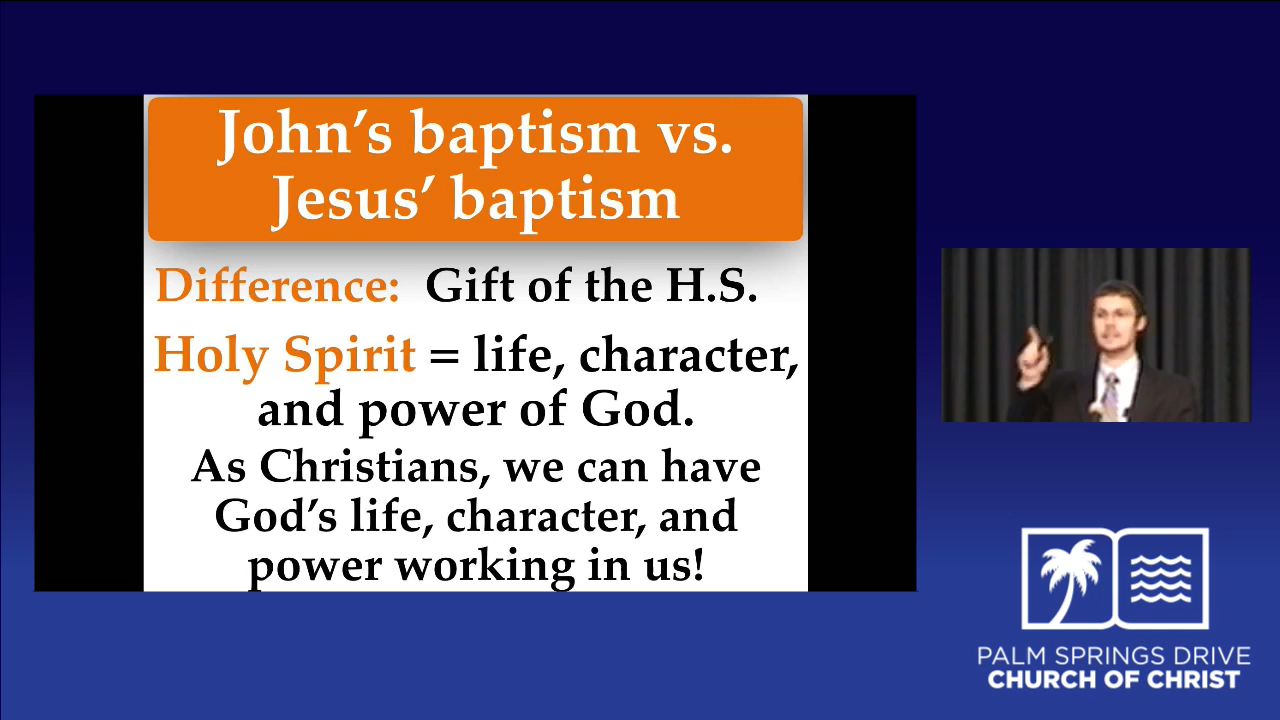 John’s baptism vs.
Jesus’ baptism
Difference: Gift of the H.S.
Holy Spirit = life, character,
and power of God.
As Christians, we can have
God’s life, character, and
power working in us!
PALM SPRINGS DRIVE
CHURCH OF CHRIST